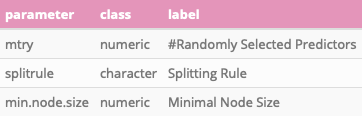 parameter class label
mtry numeric #Randomly Selected Predictors
splitrule character Splitting Rule
min.node.size numeric Minimal Node Size